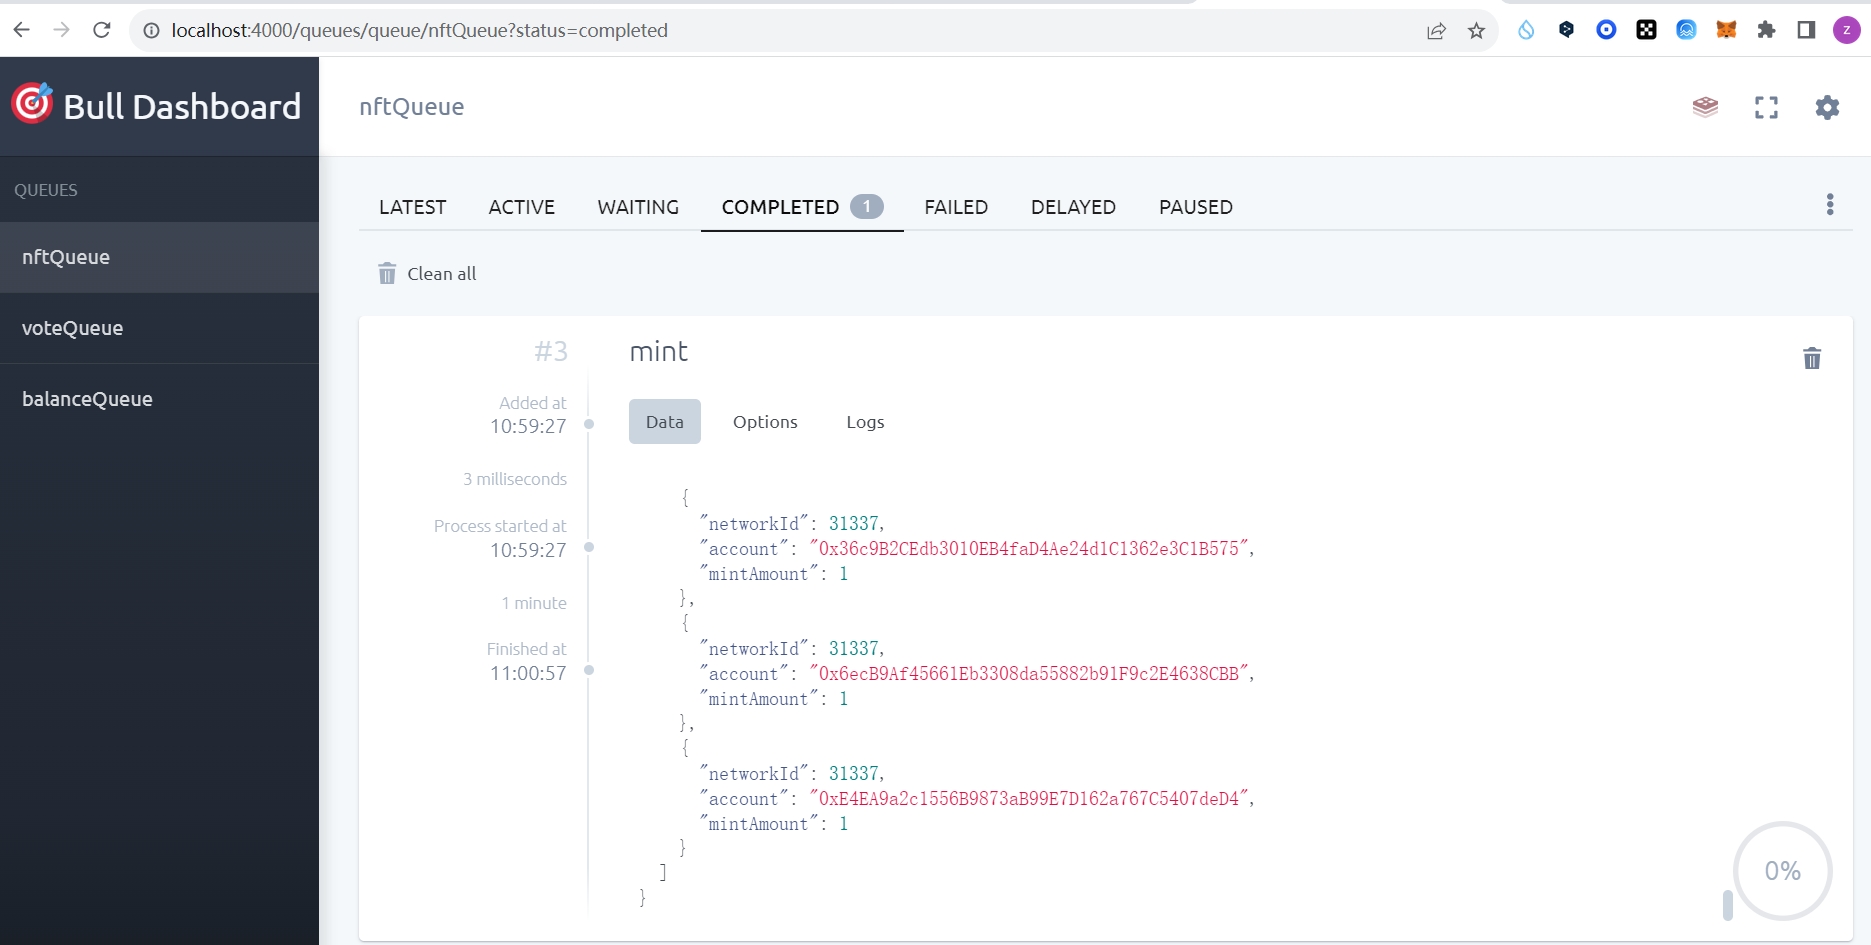 localhost:4000/queues/queue/nftQueue?status=completed
z
Bull Dashboard
nftQueue
QUEUES
nftQueue
voteQueue
balanceQueue
LATEST ACTIVE WAITING COMPLETED 1 FAILED DELAYED PAUSED
Clean all
#3
Added at
10:59:27
3 milliseconds
Process started at
10:59:27
1 minute
Finished at
11:00:57
mint
Data Options Logs
{
"networkId": 31337,
"account": "0x36c9B2CEdb3010EB4faD4Ae24d1C1362e3C1B575",
"mintAmount": 1
},
{
"networkId": 31337,
"account": "0x6ecB9Af45661Eb3308da55882b91F9c2E4638CBB",
"mintAmount": 1
},
{
"networkId": 31337,
"account": "0xE4EA9a2c1556B9873aB99E7D162a767C5407deD4",
"mintAmount": 1
}
]
}
0%